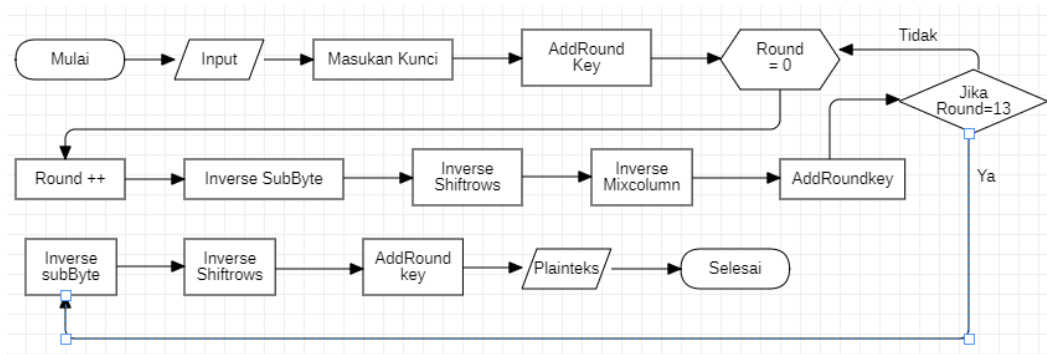 Mulai
Input
Masukan Kunci
AddRound
Key
Round
= 0
Tidak
Jika
Round=13
Round ++
Inverse SubByte
Inverse
Shiftrows
Inverse
Mixcolumn
AddRoundkey
Ya
Inverse
subByte
Inverse
Shiftrows
AddRound
key
Plainteks
Selesai